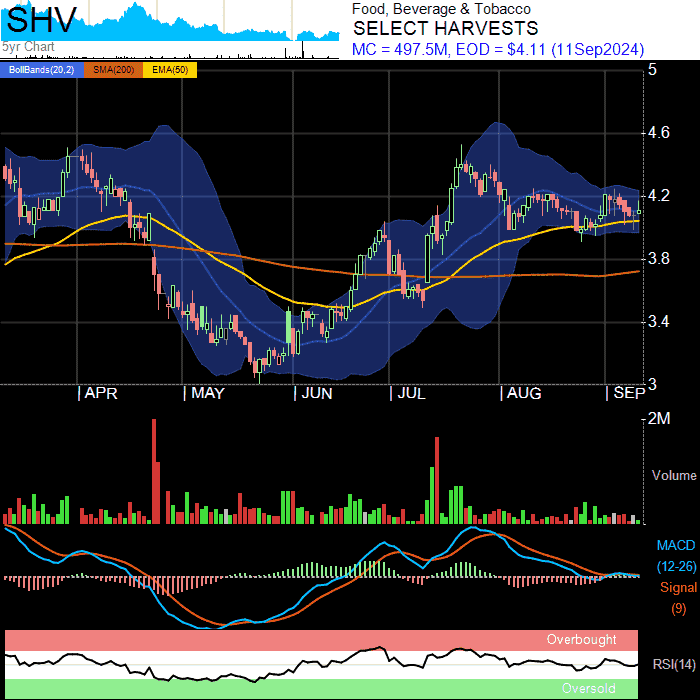 SHV
5yr Chart
Food, Beverage & Tobacco
SELECT HARVESTS
MC = 497.5M, EOD = $4.11 (11Sep2024)
BollBands(20,2) SMA(200) EMA(50)
5
4.6
4.2
3.8
3.4
3
APR MAY JUN JUL AUG SEP
2M
Volume
MACD
(12-26)
Signal
(9)
Overbought
RSI(14)
Oversold